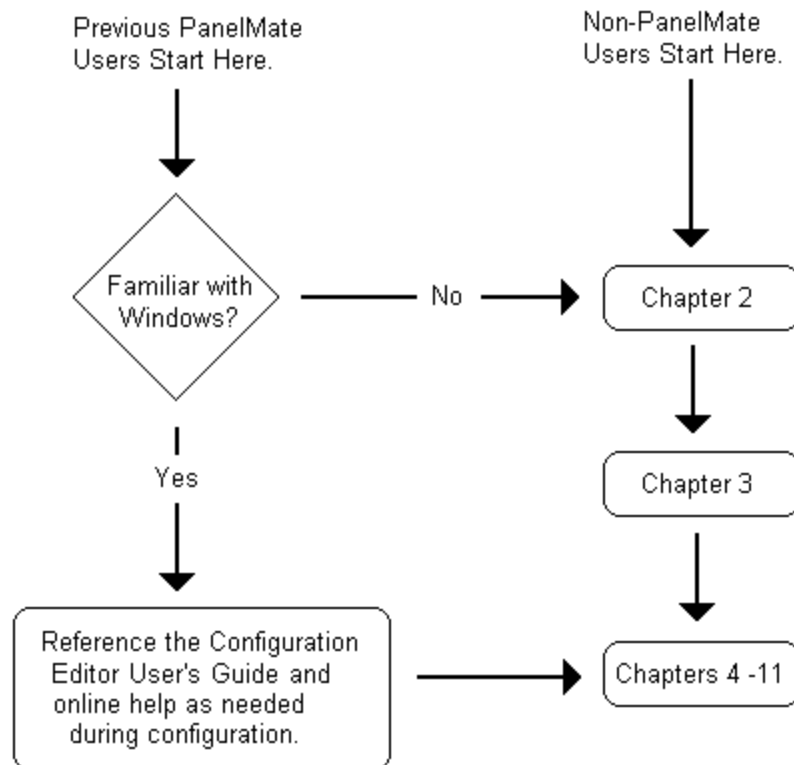 Previous PanelMate
Users Start Here.
Non-PanelMate
Users Start Here.
Familiar with
Windows?
No
Chapter 2
Yes
Chapter 3
Reference the Configuration
Editor User's Guide and
online help as needed
during configuration.
Chapters 4 -11